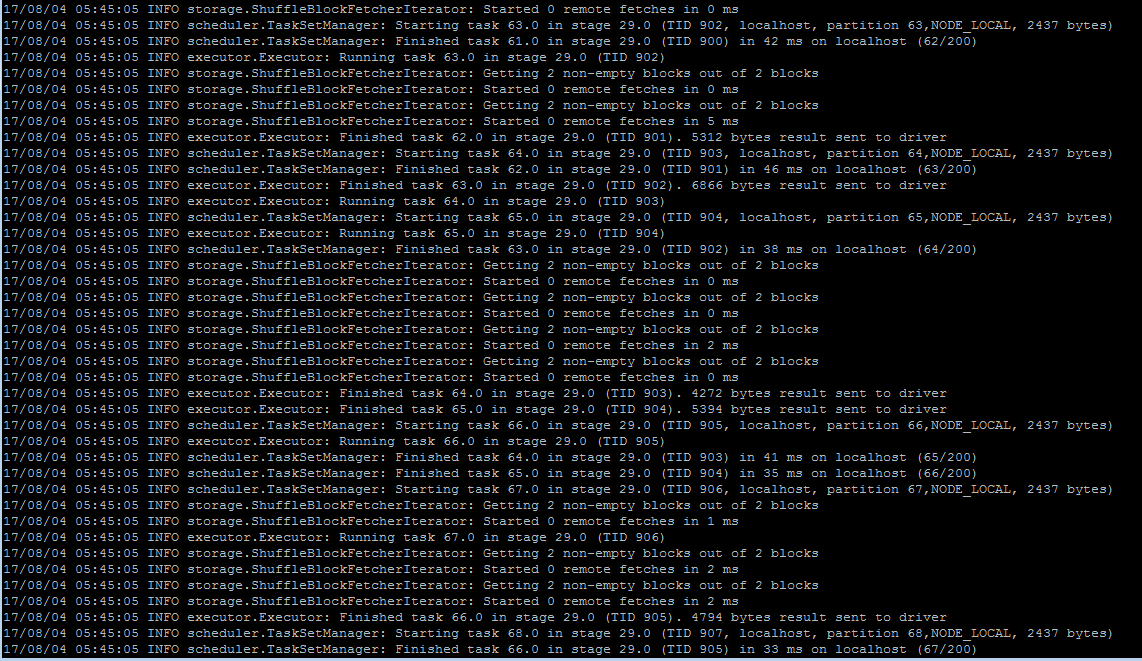 17/08/04 05:45:05 INFO storage.ShuffleBlockFetcherIterator: Started 0 remote fetches in 0 ms
17/08/04 05:45:05 INFO scheduler.TaskSetManager: Starting task 63.0 in stage 29.0 (TID 902, localhost, partition 63,NODE_LOCAL, 2437 bytes)
17/08/04 05:45:05 INFO scheduler.TaskSetManager: Finished task 61.0 in stage 29.0 (TID 900) in 42 ms on localhost (62/200)
17/08/04 05:45:05 INFO executor.Executor: Running task 63.0 in stage 29.0 (TID 902)
17/08/04 05:45:05 INFO storage.ShuffleBlockFetcherIterator: Getting 2 non-empty blocks out of 2 blocks
17/08/04 05:45:05 INFO storage.ShuffleBlockFetcherIterator: Started 0 remote fetches in 0 ms
17/08/04 05:45:05 INFO storage.ShuffleBlockFetcherIterator: Getting 2 non-empty blocks out of 2 blocks
17/08/04 05:45:05 INFO storage.ShuffleBlockFetcherIterator: Started 0 remote fetches in 5 ms
17/08/04 05:45:05 INFO executor.Executor: Finished task 62.0 in stage 29.0 (TID 901). 5312 bytes result sent to driver
17/08/04 05:45:05 INFO scheduler.TaskSetManager: Starting task 64.0 in stage 29.0 (TID 903, localhost, partition 64,NODE_LOCAL, 2437 bytes)
17/08/04 05:45:05 INFO scheduler.TaskSetManager: Finished task 62.0 in stage 29.0 (TID 901) in 46 ms on localhost (63/200)
17/08/04 05:45:05 INFO executor.Executor: Finished task 63.0 in stage 29.0 (TID 902). 6866 bytes result sent to driver
17/08/04 05:45:05 INFO executor.Executor: Running task 64.0 in stage 29.0 (TID 903)
17/08/04 05:45:05 INFO scheduler.TaskSetManager: Starting task 65.0 in stage 29.0 (TID 904, localhost, partition 65,NODE_LOCAL, 2437 bytes)
17/08/04 05:45:05 INFO executor.Executor: Running task 65.0 in stage 29.0 (TID 904)
17/08/04 05:45:05 INFO scheduler.TaskSetManager: Finished task 63.0 in stage 29.0 (TID 902) in 38 ms on localhost (64/200)
17/08/04 05:45:05 INFO storage.ShuffleBlockFetcherIterator: Getting 2 non-empty blocks out of 2 blocks
17/08/04 05:45:05 INFO storage.ShuffleBlockFetcherIterator: Started 0 remote fetches in 0 ms
17/08/04 05:45:05 INFO storage.ShuffleBlockFetcherIterator: Getting 2 non-empty blocks out of 2 blocks
17/08/04 05:45:05 INFO storage.ShuffleBlockFetcherIterator: Started 0 remote fetches in 0 ms
17/08/04 05:45:05 INFO storage.ShuffleBlockFetcherIterator: Getting 2 non-empty blocks out of 2 blocks
17/08/04 05:45:05 INFO storage.ShuffleBlockFetcherIterator: Started 0 remote fetches in 2 ms
17/08/04 05:45:05 INFO storage.ShuffleBlockFetcherIterator: Getting 2 non-empty blocks out of 2 blocks
17/08/04 05:45:05 INFO storage.ShuffleBlockFetcherIterator: Started 0 remote fetches in 0 ms
17/08/04 05:45:05 INFO executor.Executor: Finished task 64.0 in stage 29.0 (TID 903). 4272 bytes result sent to driver
17/08/04 05:45:05 INFO executor.Executor: Finished task 65.0 in stage 29.0 (TID 904). 5394 bytes result sent to driver
17/08/04 05:45:05 INFO scheduler.TaskSetManager: Starting task 66.0 in stage 29.0 (TID 905, localhost, partition 66,NODE_LOCAL, 2437 bytes)
17/08/04 05:45:05 INFO executor.Executor: Running task 66.0 in stage 29.0 (TID 905)
17/08/04 05:45:05 INFO scheduler.TaskSetManager: Finished task 64.0 in stage 29.0 (TID 903) in 41 ms on localhost (65/200)
17/08/04 05:45:05 INFO scheduler.TaskSetManager: Finished task 65.0 in stage 29.0 (TID 904) in 35 ms on localhost (66/200)
17/08/04 05:45:05 INFO scheduler.TaskSetManager: Starting task 67.0 in stage 29.0 (TID 906, localhost, partition 67,NODE_LOCAL, 2437 bytes)
17/08/04 05:45:05 INFO storage.ShuffleBlockFetcherIterator: Getting 2 non-empty blocks out of 2 blocks
17/08/04 05:45:05 INFO storage.ShuffleBlockFetcherIterator: Started 0 remote fetches in 1 ms
17/08/04 05:45:05 INFO executor.Executor: Running task 67.0 in stage 29.0 (TID 906)
17/08/04 05:45:05 INFO storage.ShuffleBlockFetcherIterator: Getting 2 non-empty blocks out of 2 blocks
17/08/04 05:45:05 INFO storage.ShuffleBlockFetcherIterator: Started 0 remote fetches in 2 ms
17/08/04 05:45:05 INFO storage.ShuffleBlockFetcherIterator: Getting 2 non-empty blocks out of 2 blocks
17/08/04 05:45:05 INFO storage.ShuffleBlockFetcherIterator: Started 0 remote fetches in 2 ms
17/08/04 05:45:05 INFO executor.Executor: Finished task 66.0 in stage 29.0 (TID 905). 4794 bytes result sent to driver
17/08/04 05:45:05 INFO scheduler.TaskSetManager: Starting task 68.0 in stage 29.0 (TID 907, localhost, partition 68,NODE_LOCAL, 2437 bytes)
17/08/04 05:45:05 INFO scheduler.TaskSetManager: Finished task 66.0 in stage 29.0 (TID 905) in 33 ms on localhost (67/200)